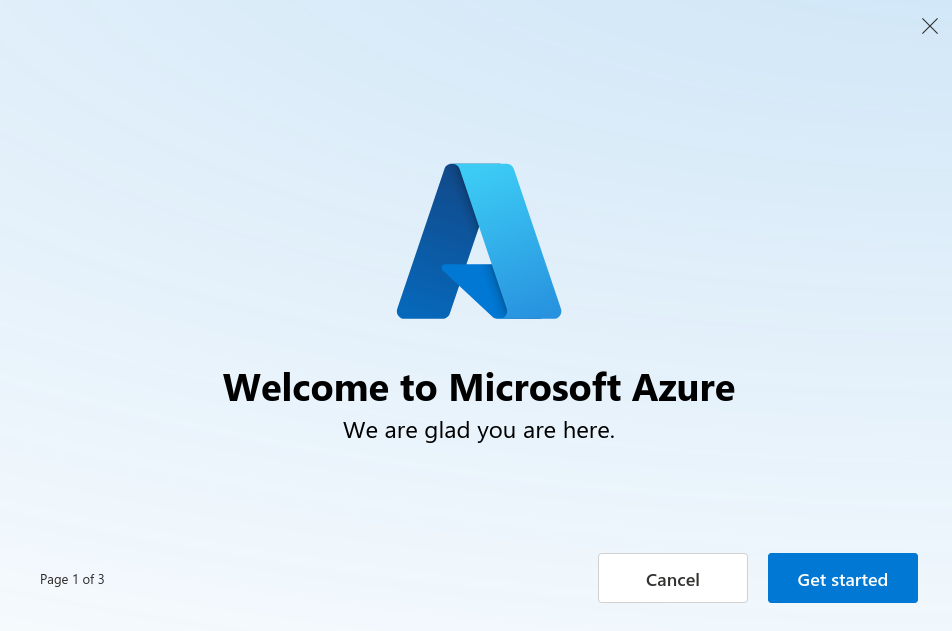 Welcome to Microsoft Azure
We are glad you are here.
Page 1 of 3
Cancel
Get started